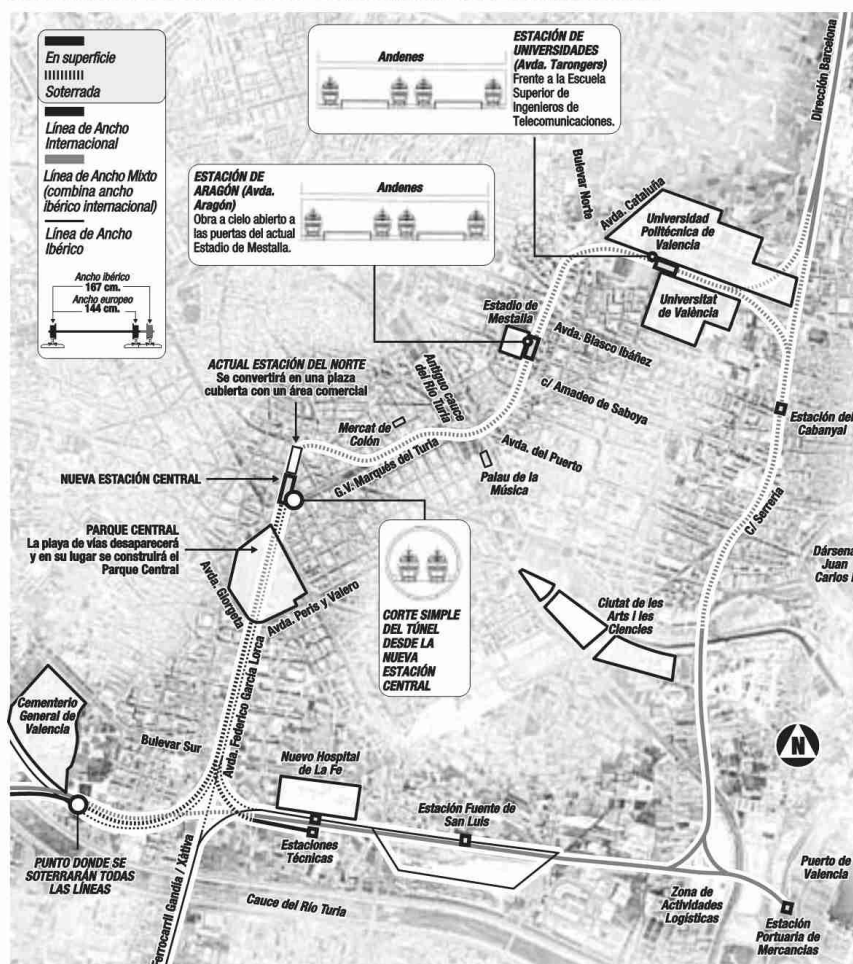 En superficie
Soterrada
Línea de Ancho
Internacional
Línea de Ancho Mixto
(combina ancho
ibérico internacional)
Línea de Ancho
Ibérico
Ancho ibérico
167 cm.
Ancho europeo
144 cm.
Andenes
ESTACIÓN DE
UNIVERSIDADES
(Avda. Tarongers)
Frente a la Escuela
Superior de
Ingenieros de
Telecomunicaciones.
Dirección Barcelona
ESTACIÓN DE
ARAGÓN (Avda.
Aragón)
Obra a cielo abierto a
las puertas del actual
Estadio de Mestalla.
Andenes
Bulevar Norte
Avda. Cataluña
Universidad
Politécnica de
Valencia
Universitat
de València
Estadio de
Mestalla
Avda. Blasco Ibáñez
c/ Amadeo de Saboya
ACTUAL ESTACIÓN DEL NORTE
Se convertirá en una plaza
cubierta con un área comercial
Antiguo cauce
del Río Turia
Mercat de
Colón
G.V. Marqués del Turia
Avda. del Puerto
Palau de la
Música
Estación del
Cabanyal
NUEVA ESTACIÓN CENTRAL
PARQUE CENTRAL
La playa de vías desaparecerá
y en su lugar se construirá el
Parque Central
Avda. Giorgeta
Avda. Peris y Valero
CORTE SIMPLE
DEL TÚNEL
DESDE LA
NUEVA
ESTACIÓN
CENTRAL
C/ Serrería
Dársena
Juan
Carlos I
Ciutat de les
Arts i les
Ciencies
Cementerio
General de
Valencia
Bulevar Sur
Avda. Federico García Lorca
N
Nuevo Hospital
de La Fe
Estación Fuente de
San Luis
Estaciones
Técnicas
PUNTO DONDE SE
SOTERRARÁN TODAS
LAS LÍNEAS
Ferrocarril Gandia / Xátiva
Cauce del Río Turia
Zona de
Actividades
Logísticas
Puerto de
Valencia
Estación
Portuaria de
Mercancias